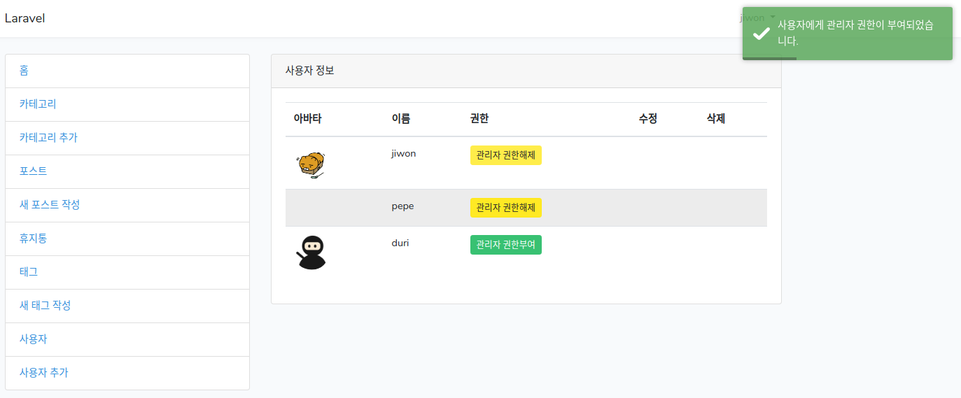 Laravel
jiwon
사용자에게 관리자 권한이 부여되었습
니다.
홈
카테고리
카테고리 추가
포스트
새 포스트 작성
휴지통
태그
새 태그 작성
사용자
사용자 추가
사용자 정보
아바타 이름 권한 수정 삭제
jiwon 관리자 권한해제
pepe 관리자 권한해제
duri 관리자 권한부여